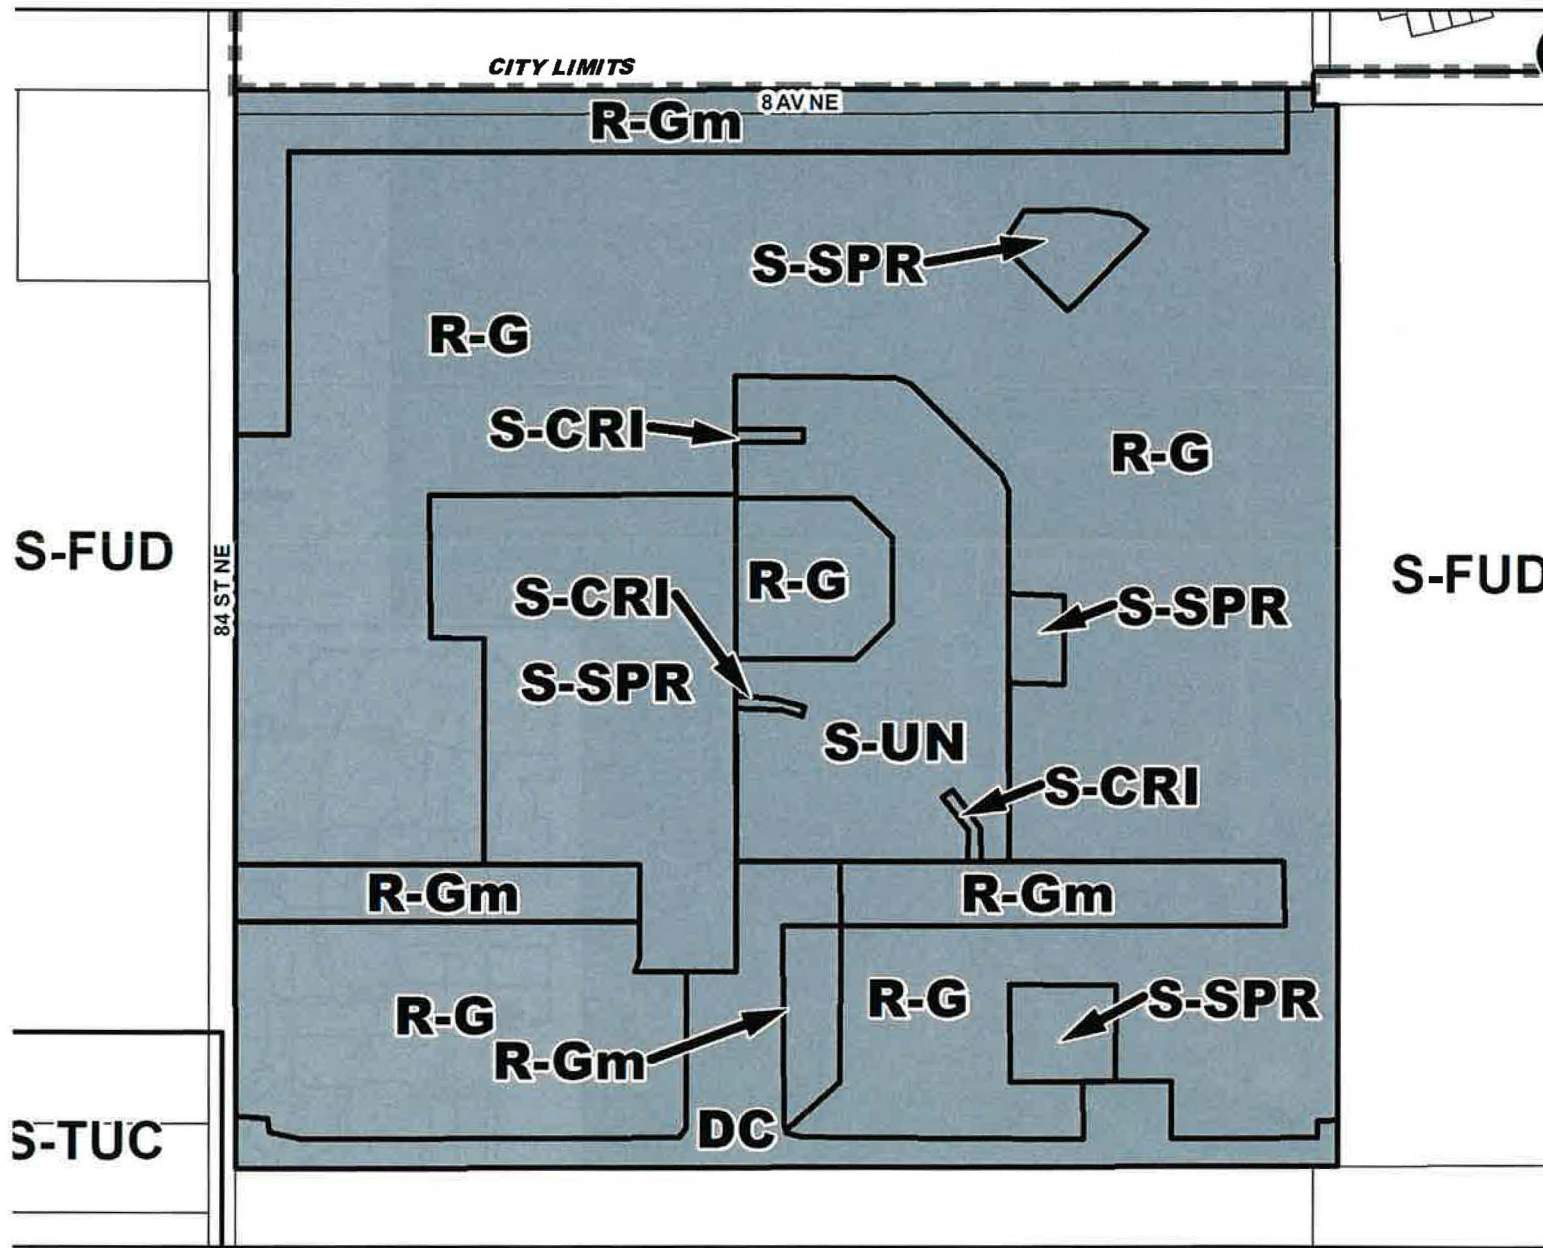 CITY LIMITS
8 AV NE
R-Gm
S-SPR
R-G
S-CRI
R-G
S-FUD
84 ST NE
R-G
S-CRI
S-FUD
S-SPR
S-SPR
S-UN
S-CRI
R-Gm
R-Gm
R-G
R-G
S-SPR
R-Gm
DC
S-TUC